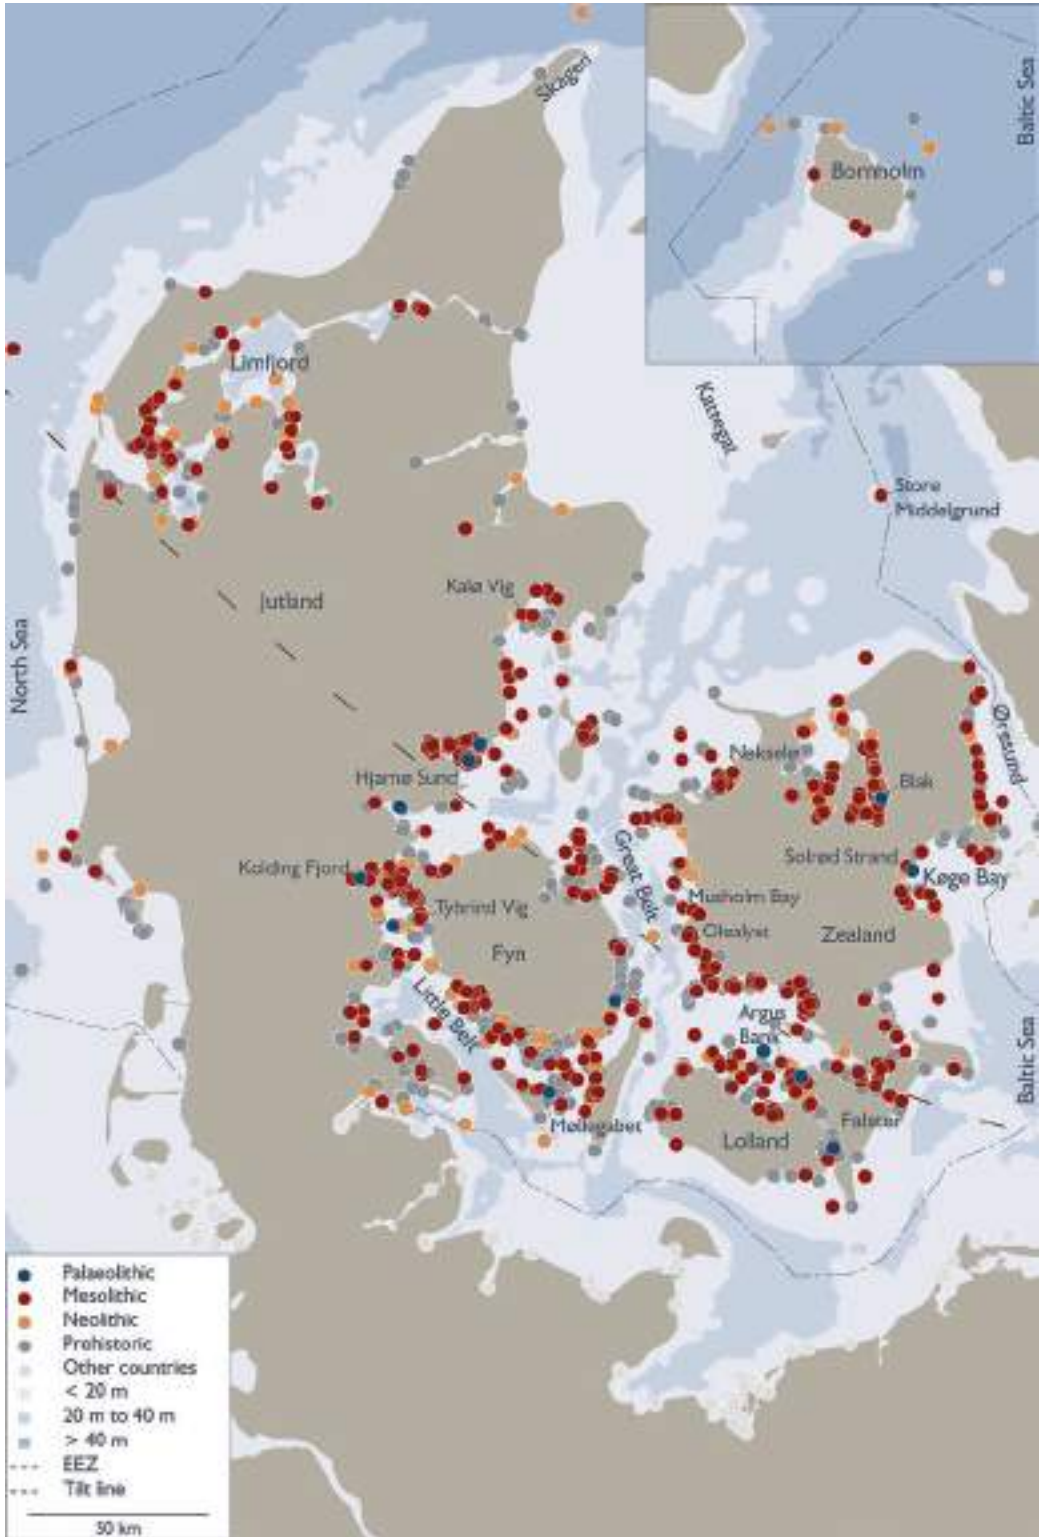 Skagen
Baltic Sea
Bornholm
Limfjord
Kattegat
Store
Middelgrund
Kalø Vig
Jutland
North Sea
Øresund
Nekselø
Hjarnø Sund
Blak
Great Belt
Solrød Strand
Kolding Fjord
Køge Bay
Musholm Bay
Tybrind Vig
Zealand
Fyn
Little Belt
Argus
Bank
Baltic Sea
Møllegabet
Falster
Lolland
Palaeolithic
Mesolithic
Neolithic
Prehistoric
Other countries
< 20 m
20 m to 40 m
> 40 m
EEZ
Tilt line
50 km